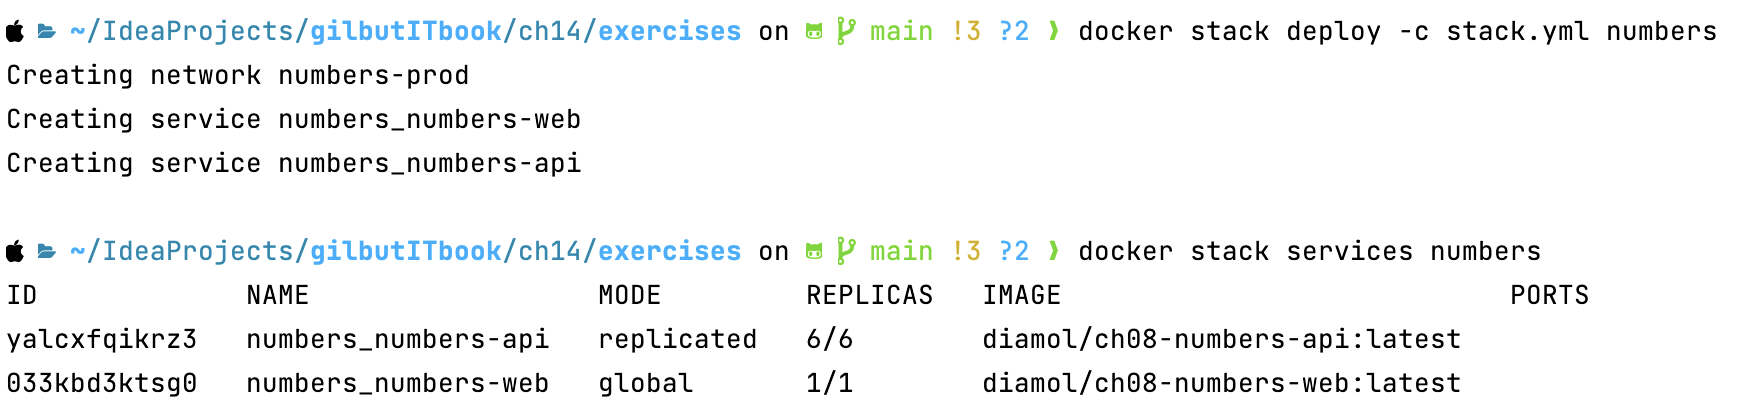 ~/IdeaProjects/gilbutITbook/ch14/exercises on main !3 ?2 ❱ docker stack deploy -c stack.yml numbers
Creating network numbers-prod
Creating service numbers_numbers-web
Creating service numbers_numbers-api
~/IdeaProjects/gilbutITbook/ch14/exercises on main !3 ?2 ❱ docker stack services numbers
ID NAME MODE REPLICAS IMAGE PORTS
yalcxfqikrz3 numbers_numbers-api replicated 6/6 diamol/ch08-numbers-api:latest
033kbd3ktsg0 numbers_numbers-web global 1/1 diamol/ch08-numbers-web:latest